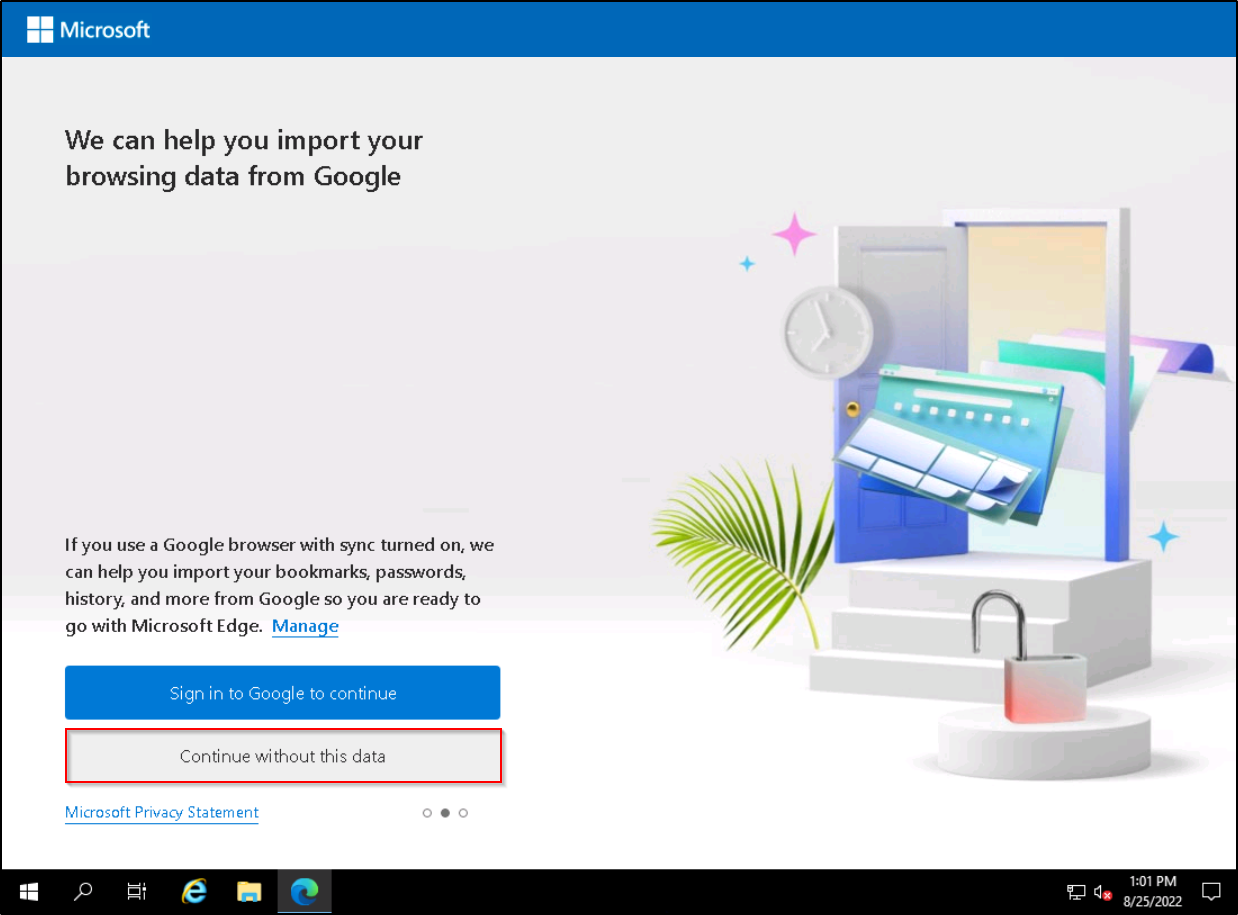 Microsoft
We can help you import your
browsing data from Google
If you use a Google browser with sync turned on, we
can help you import your bookmarks, passwords,
history, and more from Google so you are ready to
go with Microsoft Edge. Manage
Sign in to Google to continue
Continue without this data
Microsoft Privacy Statement
1:01 PM
8/25/2022